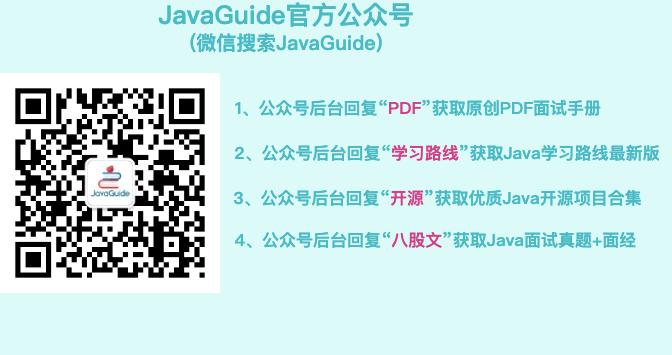 JavaGuide官方公众号
（微信搜索JavaGuide）
JavaGuide
1、公众号后台回复“PDF”获取原创PDF面试手册
2、公众号后台回复“学习路线”获取Java学习路线最新版
3、公众号后台回复“开源”获取优质Java开源项目合集
4、公众号后台回复“八股文”获取Java面试真题+面经